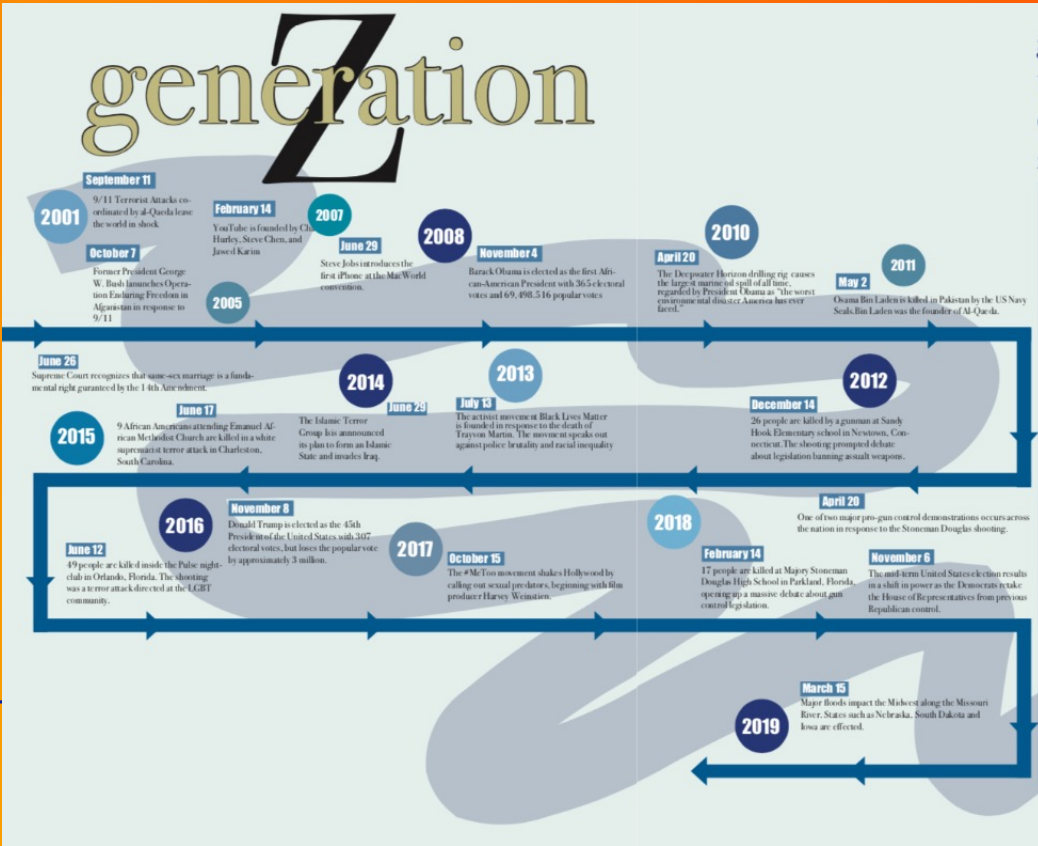 generation
Z
September 11
2001
9/11 Terrorist Attacks co-
ordinated by al-Qaeda leave
the world in shock
October 7
Former President George
W. Bush launches Opera-
tion Enduring Freedom in
Afganistan in response to
9/11
2005
February 14
YouTube is founded by
Hurley, Steve Chen, and
Jawed Karim
2007
June 29
Steve Jobs introduces the
first iPhone at the Mac World
convention.
2008
November 4
Barack Obama is elected as the first Afri-
can-American President with 365 electoral
votes and 69,498,516 popular votes
2010
April 20
The Deepwater Horizon drilling rig causes
the largest marine oil spill of all time,
regarded by President Obama as "the worst
environmental disaster America has ever
faced."
2011
May 2
Osama Bin Laden is killed in Pakistan by the US Navy
Seals. Bin Laden was the founder of Al-Qaeda.
2012
December 14
26 people are killed by a gunman at Sandy
Hook Elementary school in Newtown, Con-
necticut. The shooting prompted debate
about legislation banning assualt weapons.
2013
July 13
The activist movement Black Lives Matter
is founded in response to the death of
Trayvon Martin. The movment speaks out
against police brutality and racial inequality
2014
June 29
The Islamic Terror
Group Isis annnounced
its plan to form an Islamic
State and invades Iraq.
June 26
Supreme Court recognizes that same-sex marriage is a funda-
mental right guranteed by the 14th Amendment.
2015
June 17
9 African Americans attending Emanuel Af-
rican Methodist Church are killed in a white
supremacist terror attack in Charleston,
South Carolina.
2016
June 12
49 people are killed inside the Pulse night-
club in Orlando, Florida. The shooting
was a terror attack directed at the LGBT
community.
November 8
Donald Trump is elected as the 45th
President of the United States with 307
electoral votes, but loses the popular vote
by approximately 3 million.
2017
October 15
The #MeToo movement shakes Hollywood by
calling out sexual predators, beginning with film
producer Harvey Weinstien.
2018
February 14
17 people are killed at Majory Stoneman
Douglas High School in Parkland, Florida,
opening up a massive debate about gun
control legislation.
April 20
One of two major pro-gun control demonstrations occurs across
the nation in response to the Stoneman Douglas shooting.
November 6
The mid-term United States election results
in a shift in power as the Democrats retake
the House of Representatives from previous
Republican control.
2019
March 15
Major floods impact the Midwest along the Missouri
River. States such as Nebraska, South Dakota and
Iowa are effected.